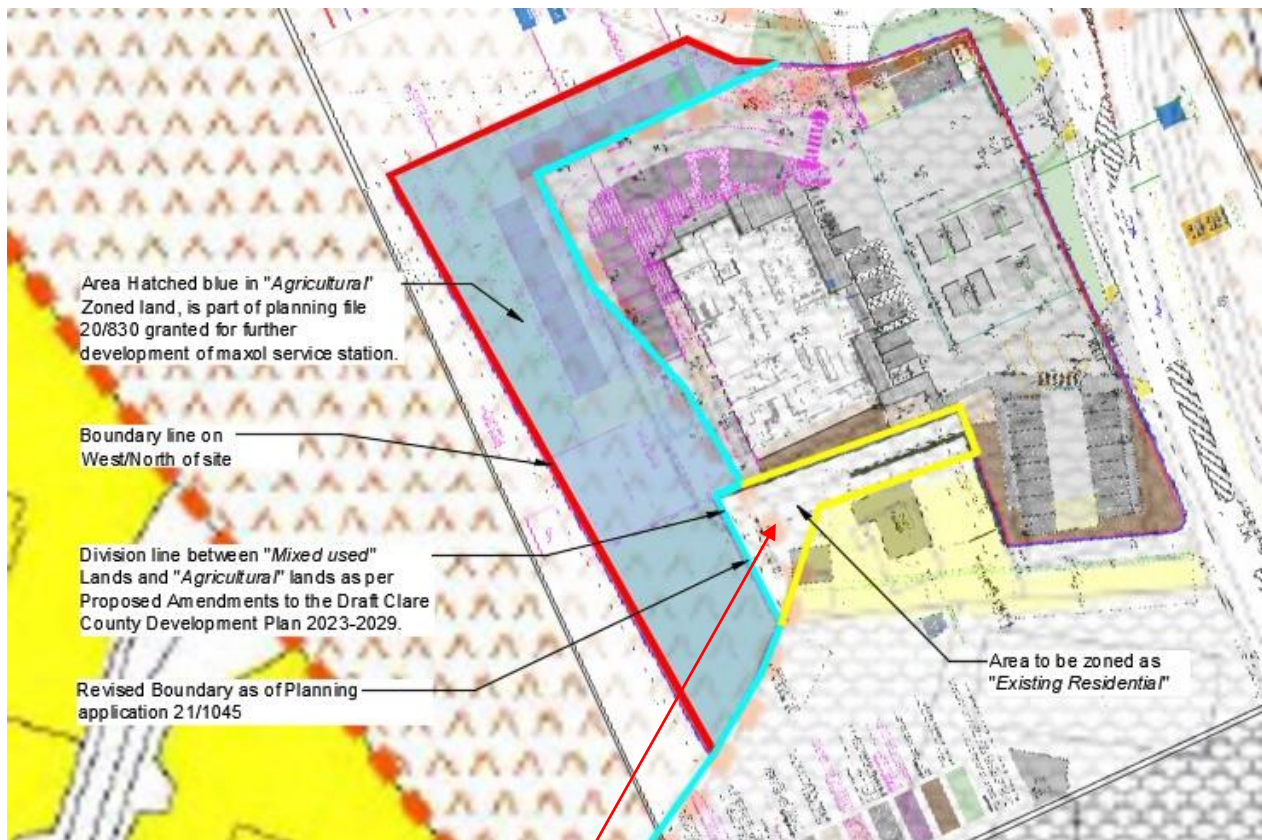 Area Hatched blue in "Agricultural"
Zoned land, is part of planning file
20/830 granted for further
development of maxol service station.
Boundary line on
West/North of site
Division line between "Mixed used"
Lands and "Agricultural" lands as per
Proposed Amendments to the Draft Clare
County Development Plan 2023-2029.
Revised Boundary as of Planning
application 21/1045
Area to be zoned as
"Existing Residential"